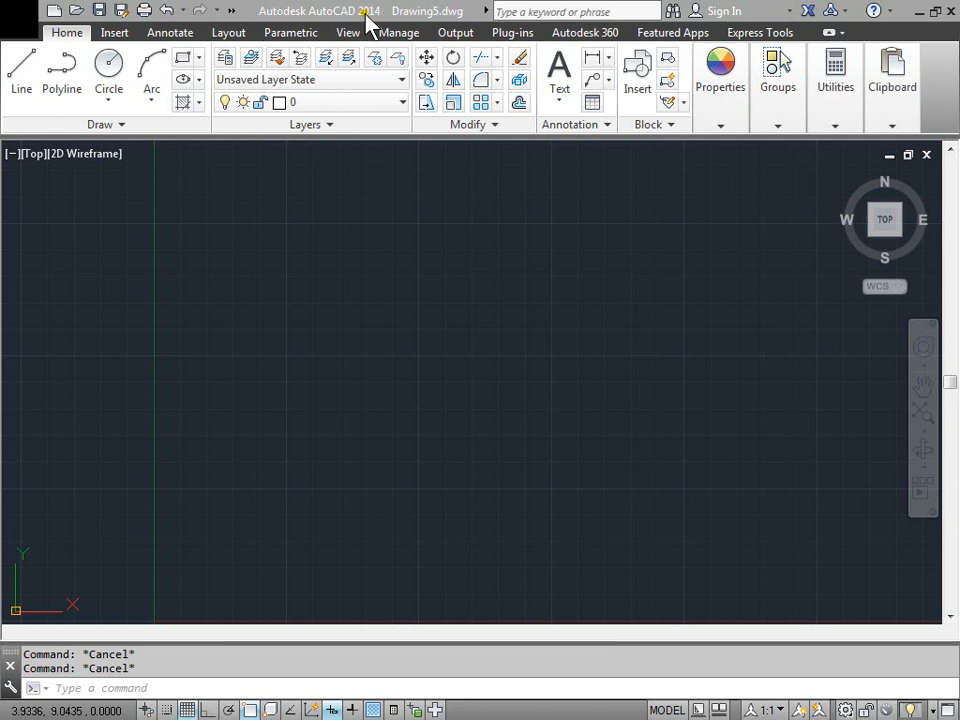 Autodesk AutoCAD 2014 Drawing5.dwg Type a keyword or phrase Sign In
Home Insert Annotate Layout Parametric View Manage Output Plug-ins Autodesk 360 Featured Apps Express Tools
Unsaved Layer State
Line Polyline Circle Arc Text Insert Properties Groups Utilities Clipboard
0
Draw Layers Modify Annotation Block
[−][Top][2D Wireframe]
N
W TOP E
S
WCS
Y
X
Command: *Cancel*
Command: *Cancel*
Type a command
3.9336, 9.0435, 0.0000 MODEL 1:1